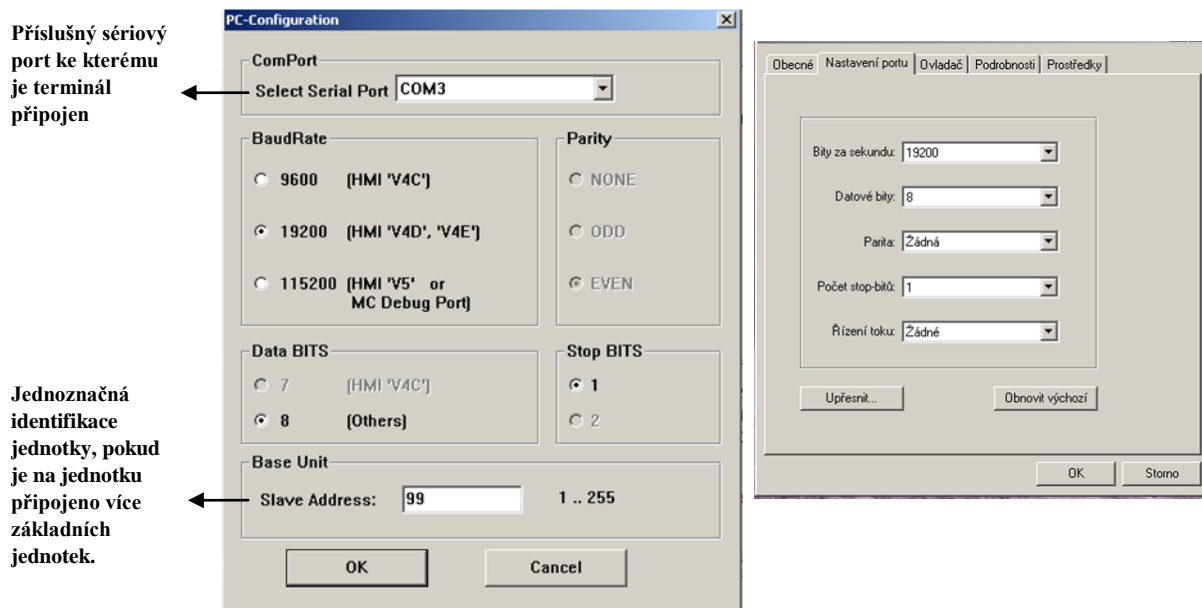 Příslušný sériový
port ke kterému
je terminál
připojen
Jednoznačná
identifikace
jednotky, pokud
je na jednotku
připojeno více
základních
jednotek.
PC-Configuration
ComPort
Select Serial Port COM3
BaudRate
9600 (HMI 'V4C')
19200 (HMI 'V4D', 'V4E')
115200 (HMI 'V5' or
MC Debug Port)
Parity
NONE
ODD
EVEN
Data BITS
7 (HMI 'V4C')
8 (Others)
Stop BITS
1
2
Base Unit
Slave Address: 99 1 .. 255
OK Cancel
Obecné Nastavení portu Ovladač Podrobnosti Prostředky
Bity za sekundu: 19200
Datové bity: 8
Parita: Žádná
Počet stop-bitů: 1
Řízení toku: Žádné
Upřesnit... Obnovit výchozí
OK Storno